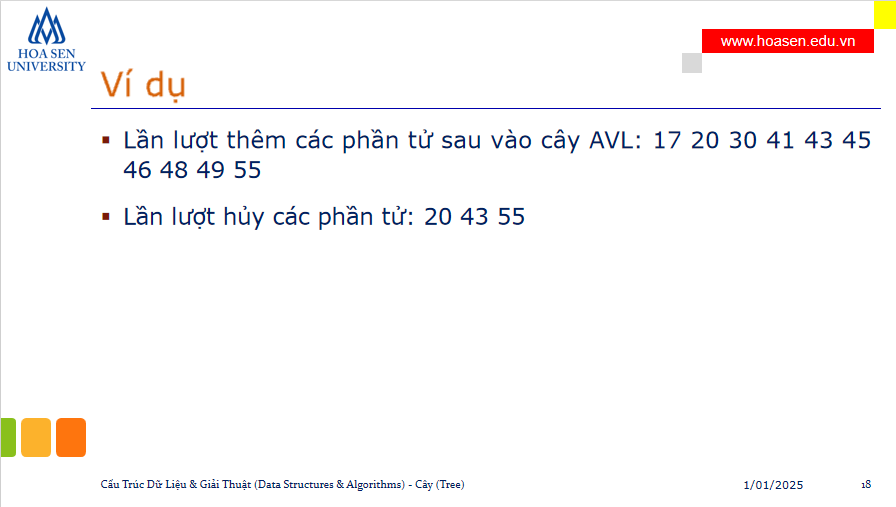 HOA SEN
UNIVERSITY
www.hoasen.edu.vn
Ví dụ
▪ Lần lượt thêm các phần tử sau vào cây AVL: 17 20 30 41 43 45
46 48 49 55
▪ Lần lượt hủy các phần tử: 20 43 55
Cấu Trúc Dữ Liệu & Giải Thuật (Data Structures & Algorithms) - Cây (Tree)
1/01/2025
18